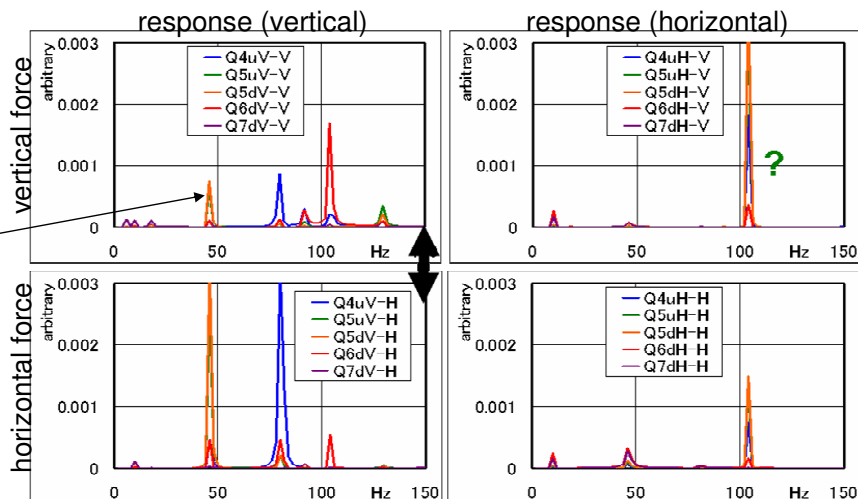 response (vertical)
response (horizontal)
vertical force
arbitrary
0.003
0.002
0.001
0
Q4uV-V
Q5uV-V
Q5dV-V
Q6dV-V
Q7dV-V
0
50
100
Hz
150
arbitrary
0.003
0.002
0.001
0
Q4uH-V
Q5uH-V
Q5dH-V
Q6dH-V
Q7dH-V
?
0
50
100
Hz
150
horizontal force
arbitrary
0.003
0.002
0.001
0
Q4uV-H
Q5uV-H
Q5dV-H
Q6dV-H
Q7dV-H
0
50
100
Hz
150
arbitrary
0.003
0.002
0.001
0
Q4uH-H
Q5uH-H
Q5dH-H
Q6dH-H
Q7dH-H
0
50
100
Hz
150